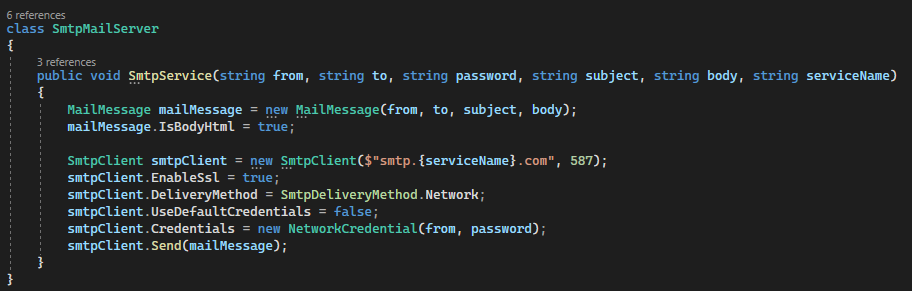 6 references
class SmtpMailServer
{
3 references
public void SmtpService(string from, string to, string password, string subject, string body, string serviceName)
{
MailMessage mailMessage = new MailMessage(from, to, subject, body);
mailMessage.IsBodyHtml = true;
SmtpClient smtpClient = new SmtpClient($"smtp.{serviceName}.com", 587);
smtpClient.EnableSsl = true;
smtpClient.DeliveryMethod = SmtpDeliveryMethod.Network;
smtpClient.UseDefaultCredentials = false;
smtpClient.Credentials = new NetworkCredential(from, password);
smtpClient.Send(mailMessage);
}
}